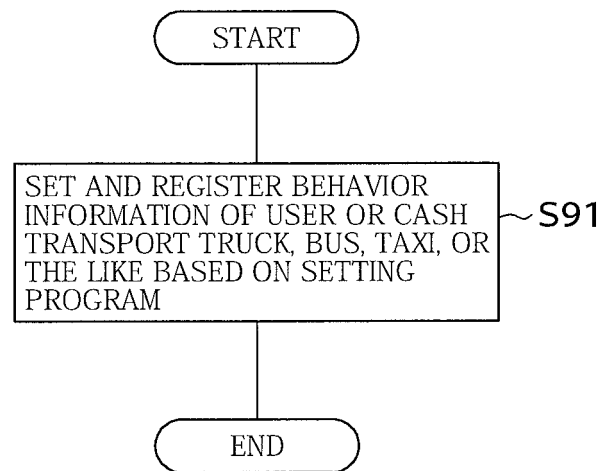 START
SET AND REGISTER BEHAVIOR
INFORMATION OF USER OR CASH
TRANSPORT TRUCK, BUS, TAXI, OR
THE LIKE BASED ON SETTING
PROGRAM
S91
END